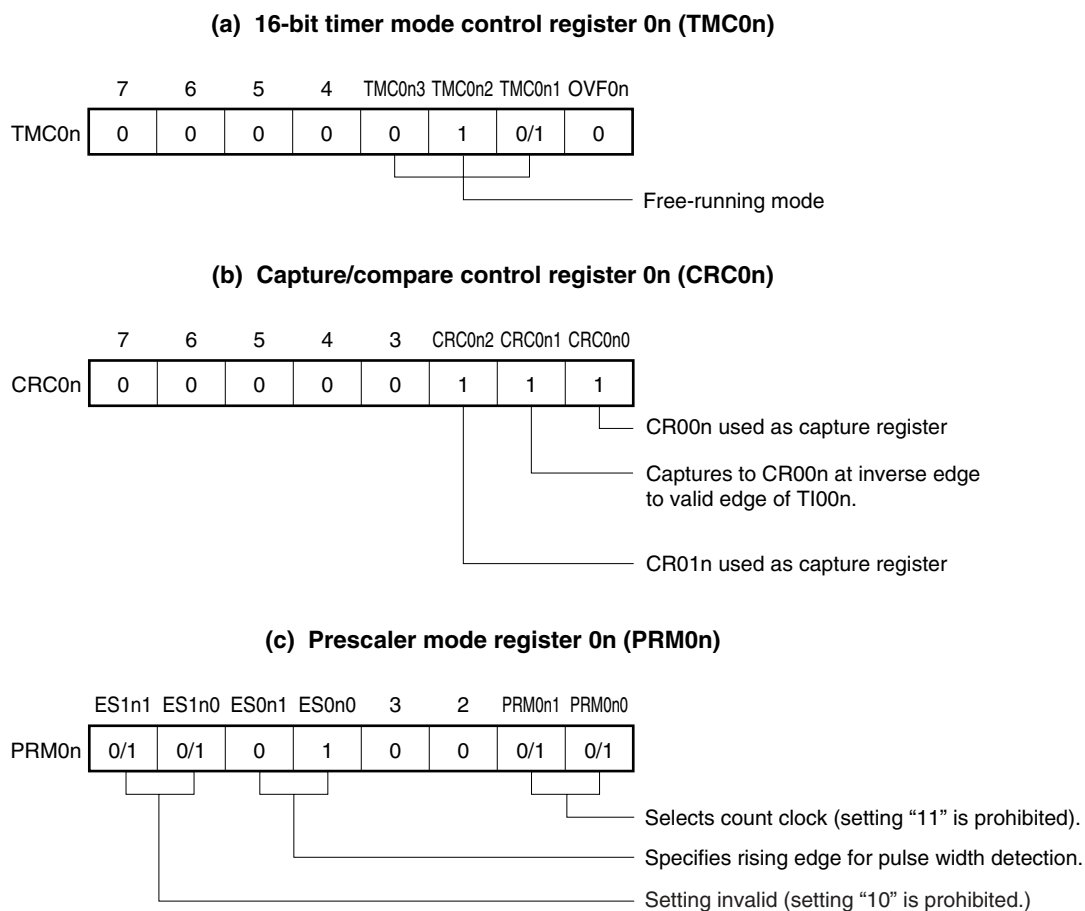 (a) 16-bit timer mode control register 0n (TMC0n)
7 6 5 4 TMC0n3 TMC0n2 TMC0n1 OVF0n
TMC0n 0 0 0 0 0 1 0/1 0
Free-running mode
(b) Capture/compare control register 0n (CRC0n)
7 6 5 4 3 CRC0n2 CRC0n1 CRC0n0
CRC0n 0 0 0 0 0 1 1 1
CR00n used as capture register
Captures to CR00n at inverse edge
to valid edge of TI00n.
CR01n used as capture register
(c) Prescaler mode register 0n (PRM0n)
ES1n1 ES1n0 ES0n1 ES0n0 3 2 PRM0n1 PRM0n0
PRM0n 0/1 0/1 0 1 0 0 0/1 0/1
Selects count clock (setting “11” is prohibited).
Specifies rising edge for pulse width detection.
Setting invalid (setting “10” is prohibited.)